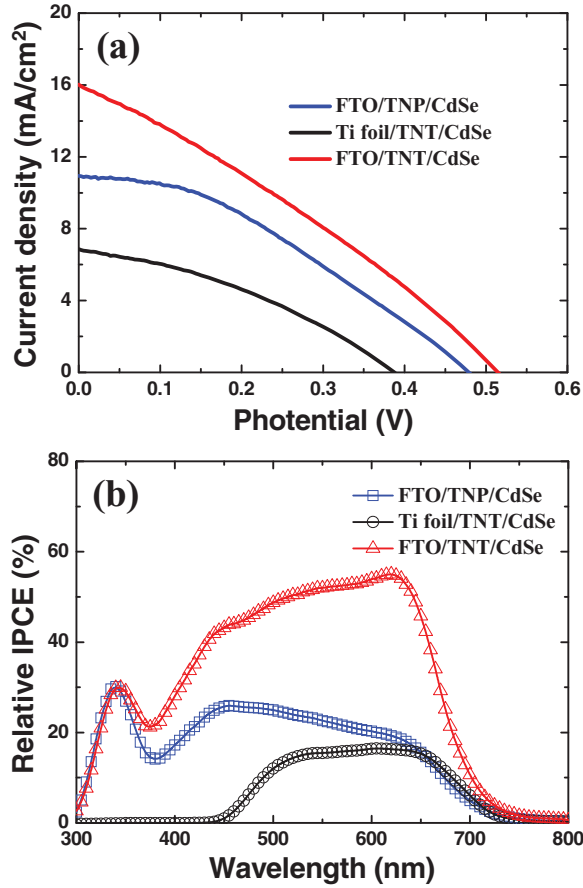 (a)
Current density (mA/cm²)
20
16
12
8
4
0
FTO/TNP/CdSe
Ti foil/TNT/CdSe
FTO/TNT/CdSe
0.0 0.1 0.2 0.3 0.4 0.5 0.6
Photential (V)
(b)
Relative IPCE (%)
80
60
40
20
0
FTO/TNP/CdSe
Ti foil/TNT/CdSe
FTO/TNT/CdSe
300 400 500 600 700 800
Wavelength (nm)